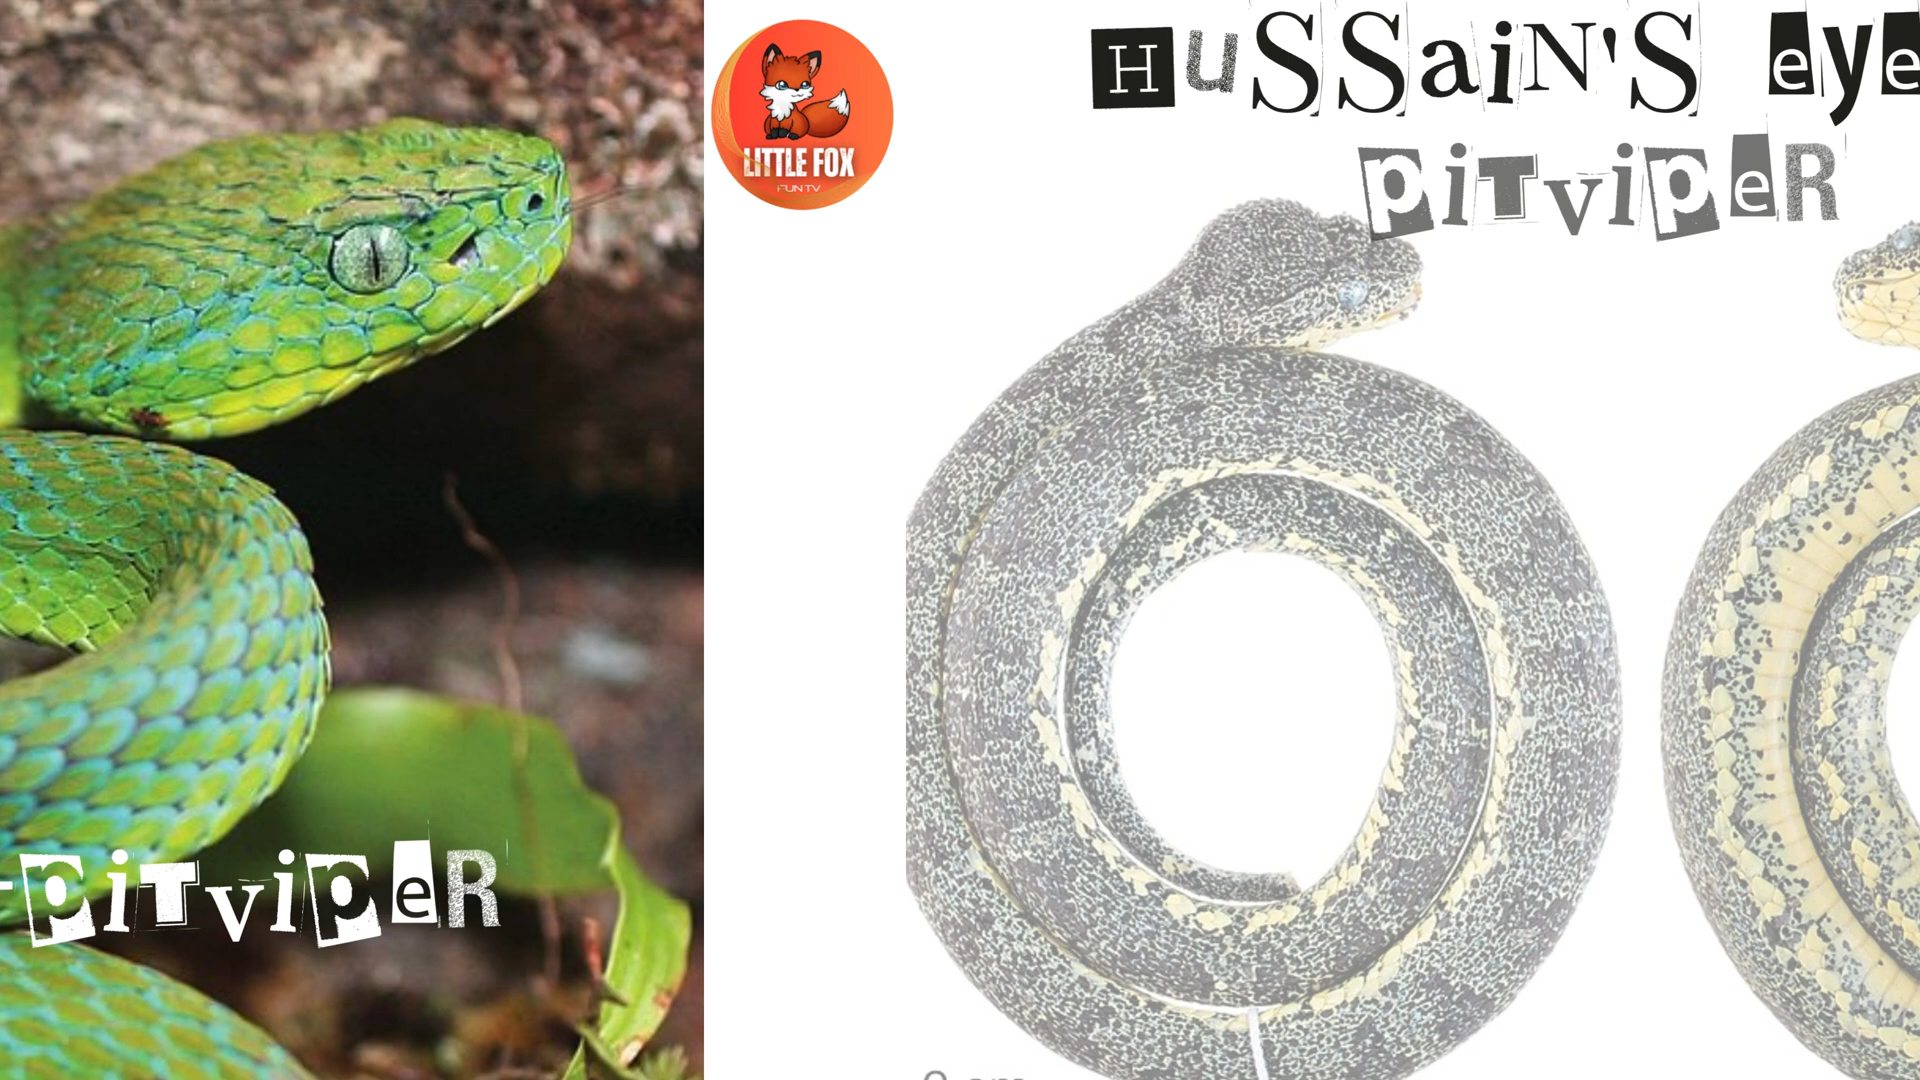 -pitviper
LITTLE FOX
FUN TV
HUSSAIN'S eye
pitviper